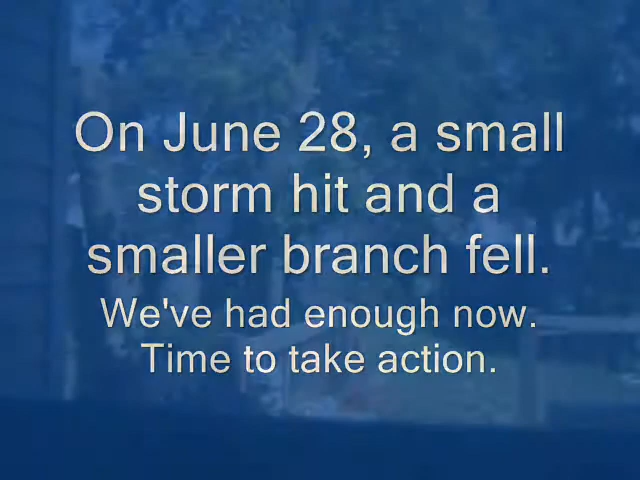 On June 28, a small
storm hit and a
smaller branch fell.
We've had enough now.
Time to take action.